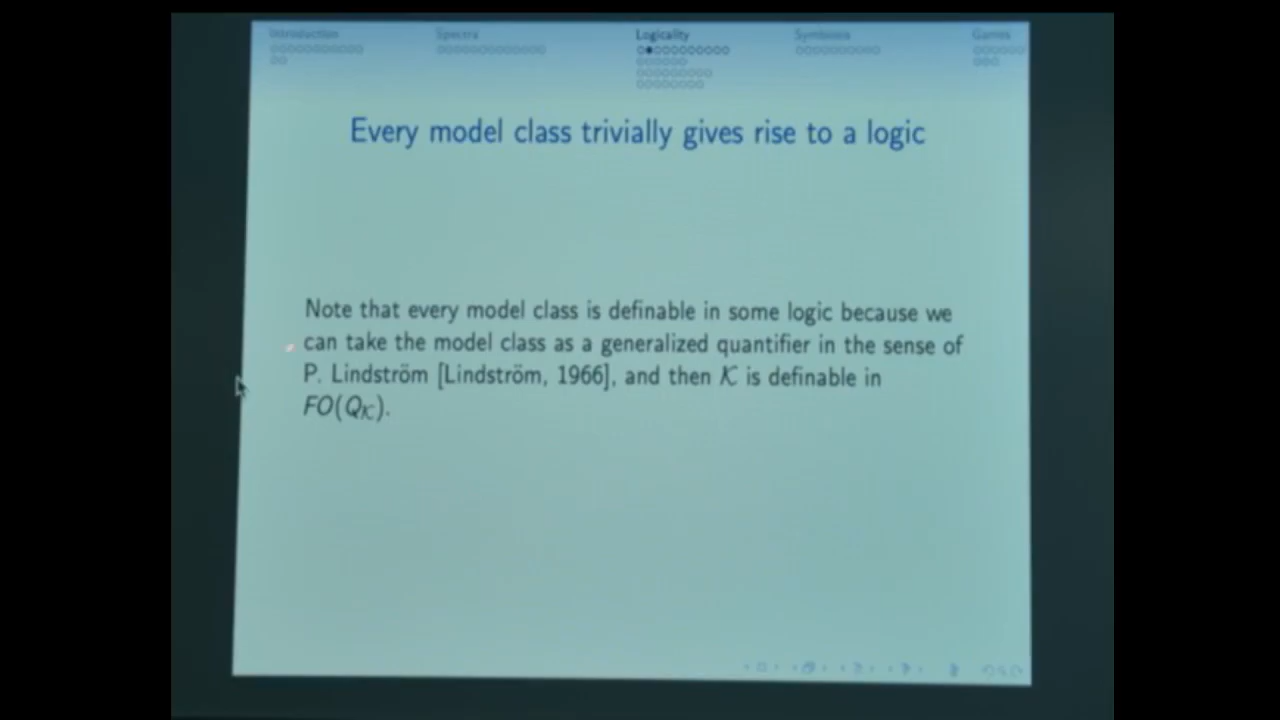 Introduction Spectra Logicality Symbiosis Games
Every model class trivially gives rise to a logic
Note that every model class is definable in some logic because we
can take the model class as a generalized quantifier in the sense of
P. Lindström [Lindström, 1966], and then 𝒦 is definable in
FO(Q𝒦).